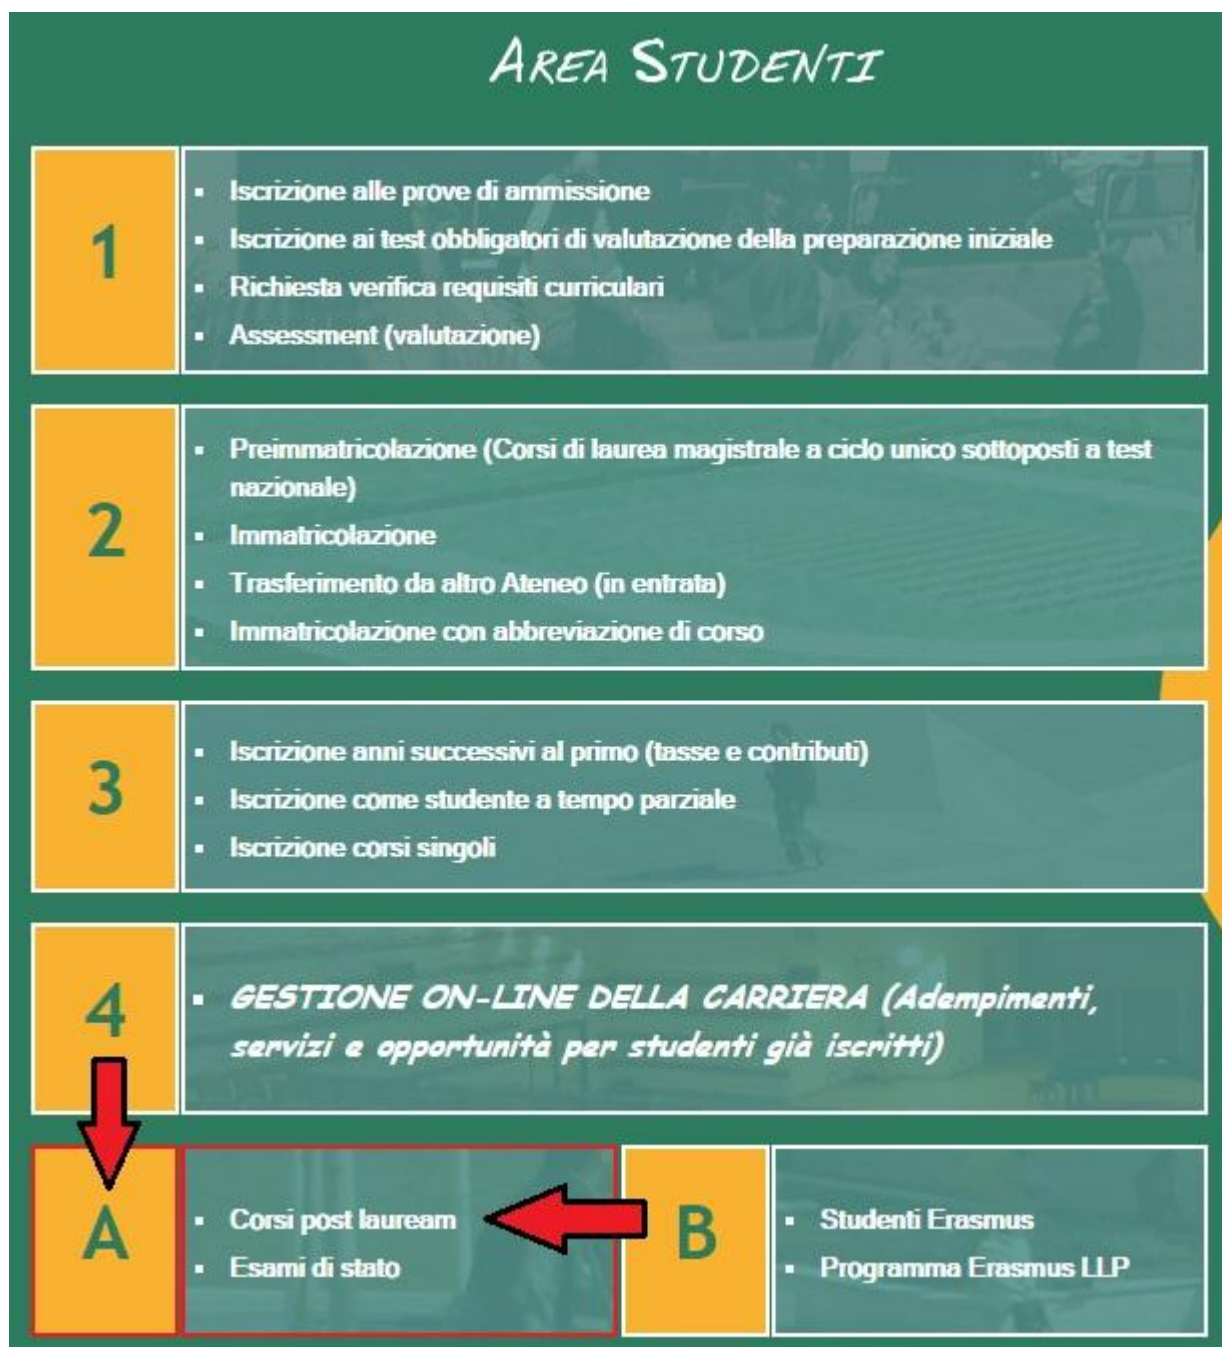 AREA STUDENTI
1
Iscrizione alle prove di ammissione
Iscrizione ai test obbligatori di valutazione della preparazione iniziale
Richiesta verifica requisiti curriculari
Assessment (valutazione)
2
Preimmatricolazione (Corsi di laurea magistrale a ciclo unico sottoposti a test
nazionale)
Immatricolazione
Trasferimento da altro Ateneo (in entrata)
Immatricolazione con abbreviazione di corso
3
Iscrizione anni successivi al primo (tasse e contributi)
Iscrizione come studente a tempo parziale
Iscrizione corsi singoli
4
GESTIONE ON-LINE DELLA CARRIERA (Adempimenti,
servizi e opportunità per studenti già iscritti)
A
Corsi post lauream
Esami di stato
B
Studenti Erasmus
Programma Erasmus LLP